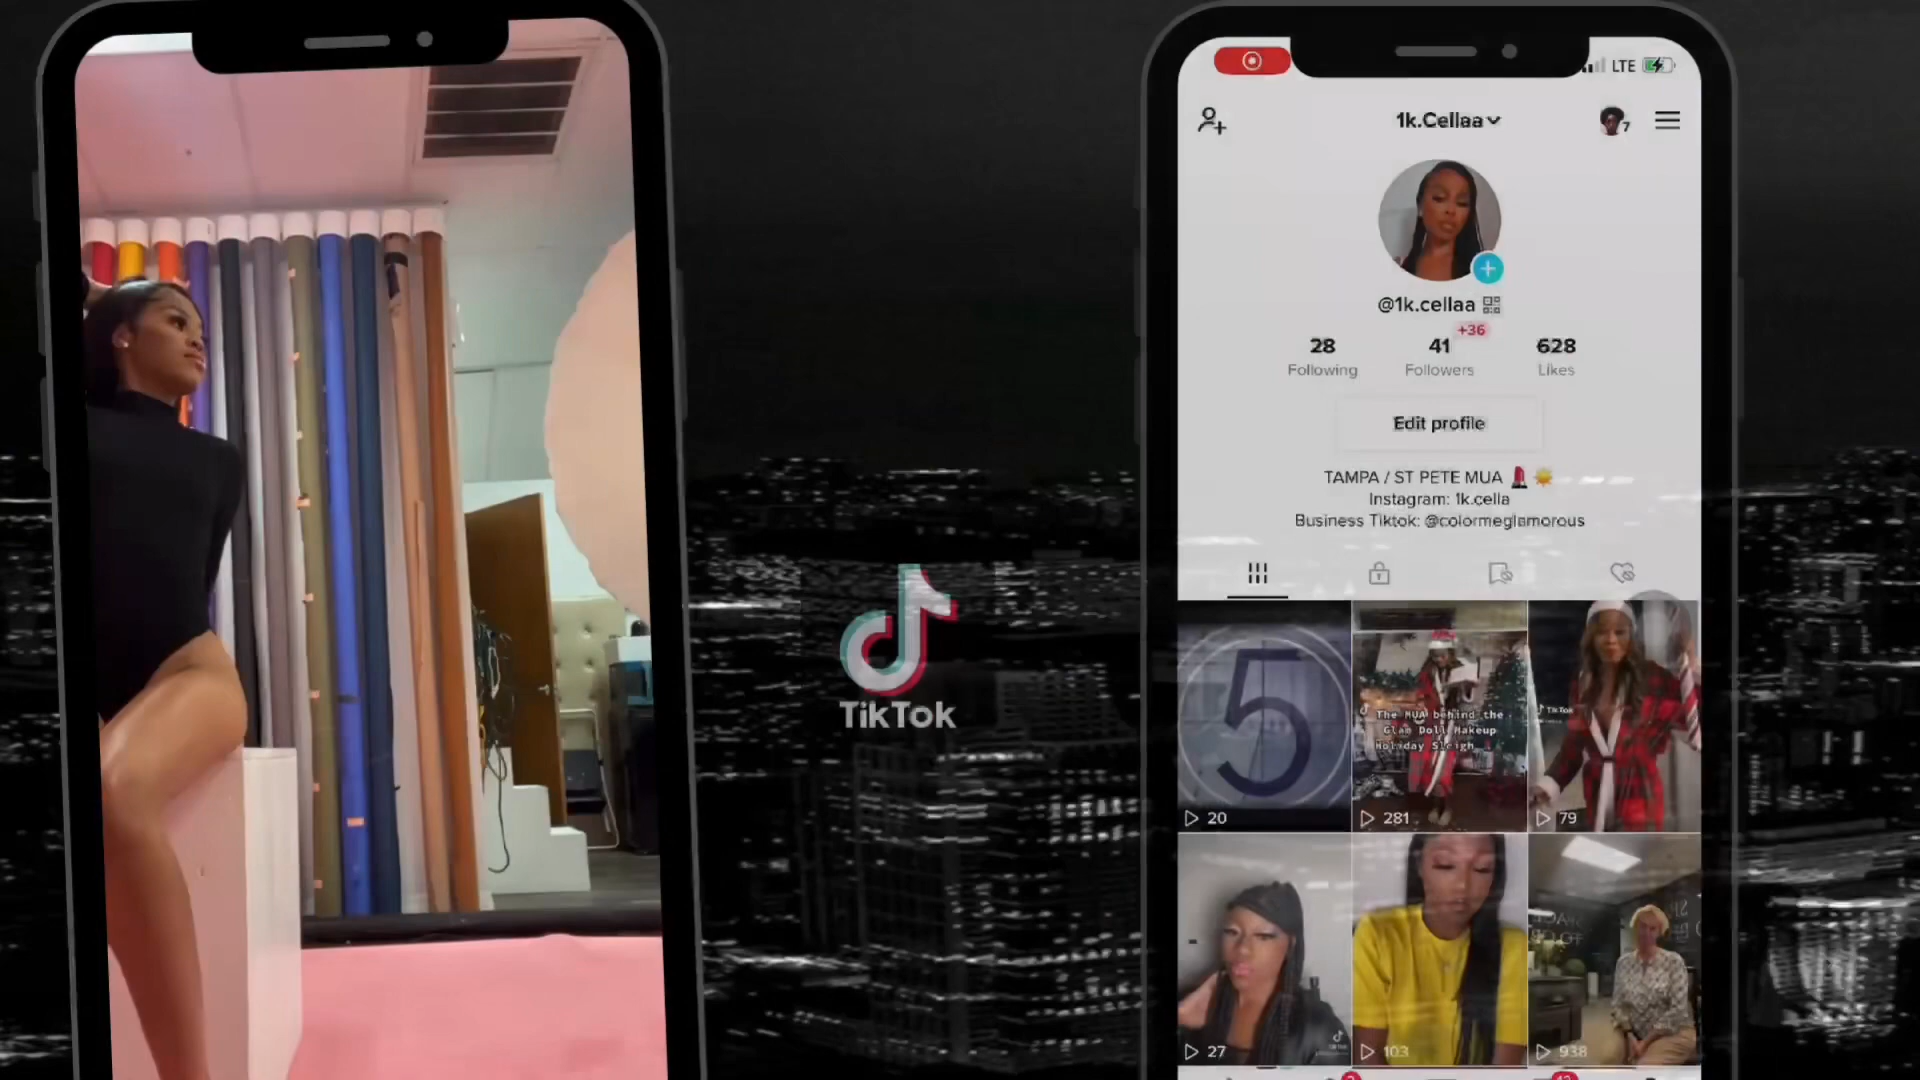 LTE
1k.Cellaa
7
@1k.cellaa
+36
28 41 628
Following Followers Likes
Edit profile
TAMPA / ST PETE MUA
Instagram: 1k.cella
Business Tiktok: @colormeglamorous
TikTok
5
The MUA behind the
Glam Doll Makeup
Holiday Sleigh
TikTok
20 281 79
27 103 938